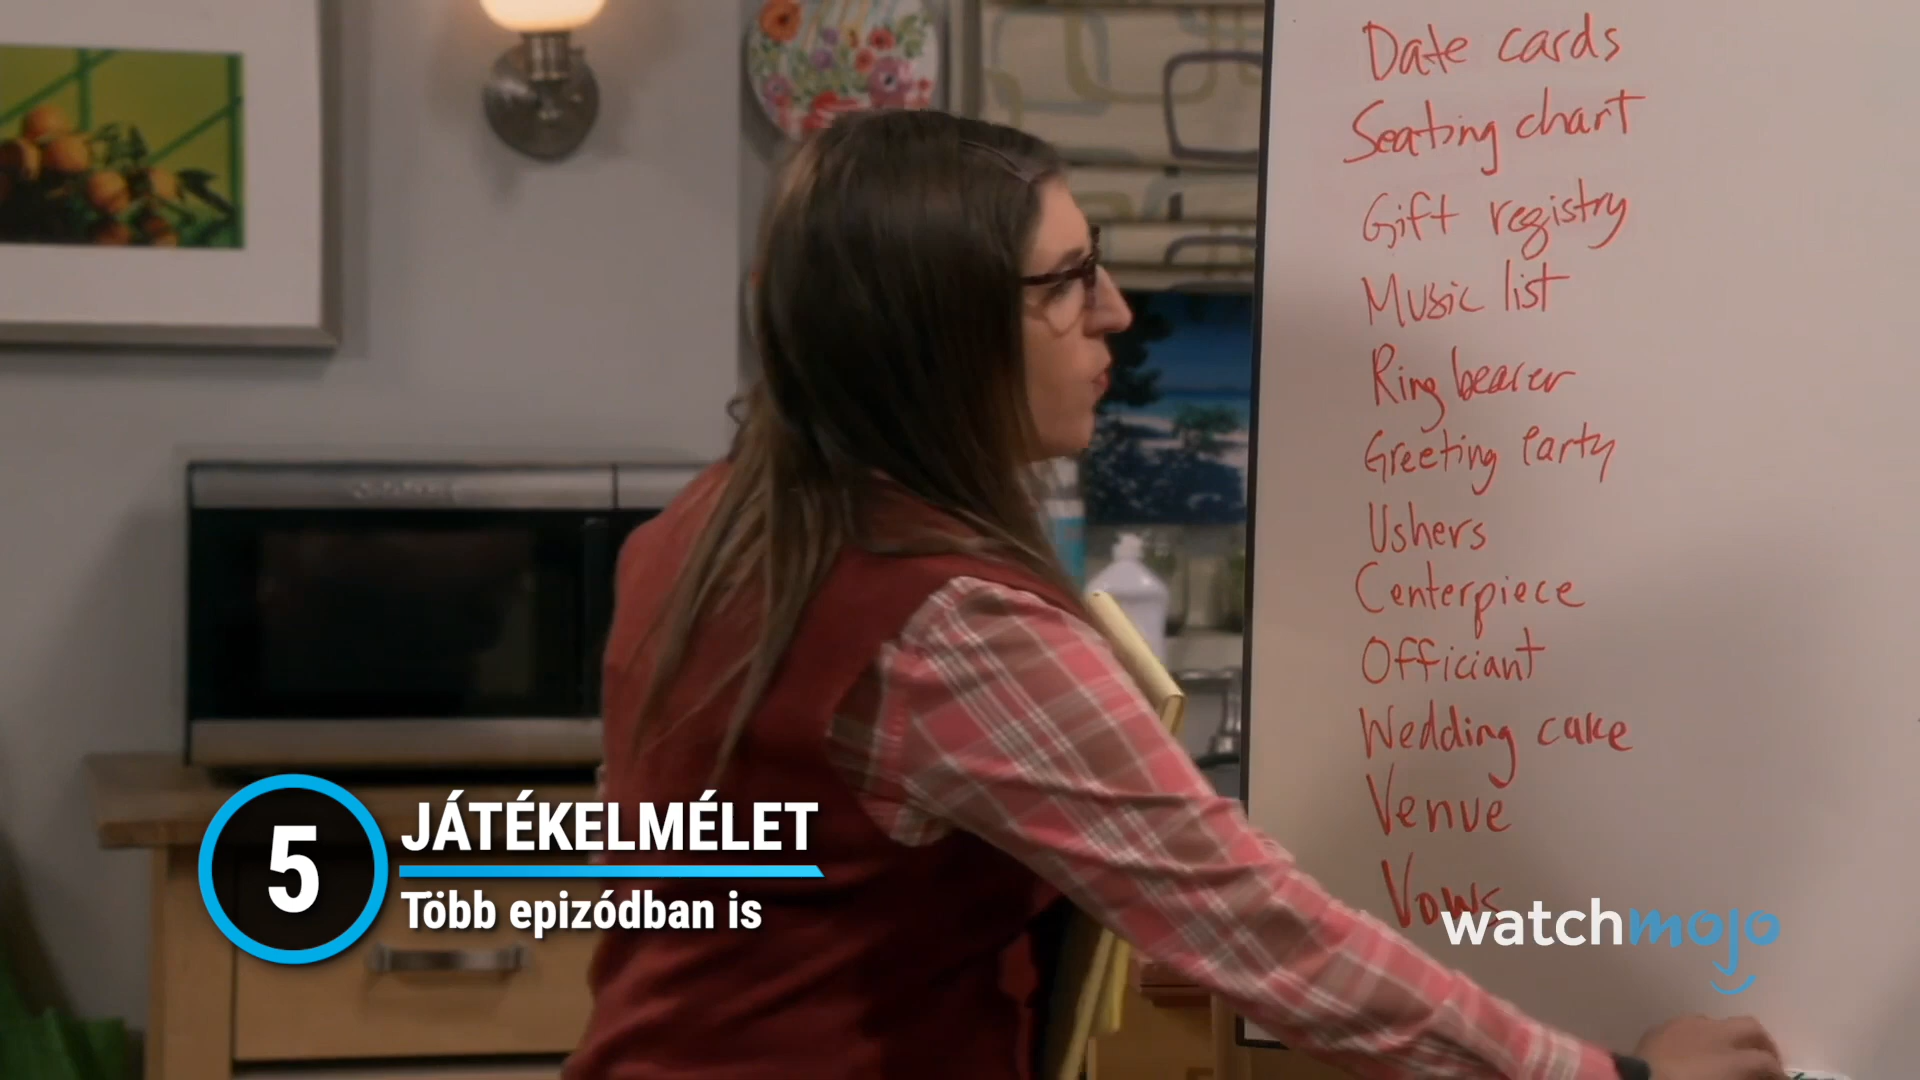 Date cards
Seating chart
Gift registry
Music list
Ring bearer
Greeting Party
Ushers
Centerpiece
Officiant
Wedding cake
Venue
Vows
watchmojo
5
JÁTÉKELMÉLET
Több epizódban is